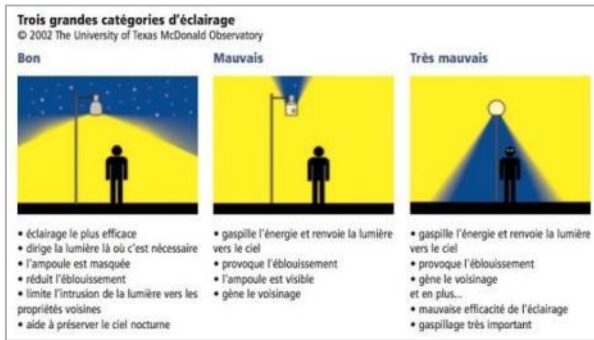 Trois grandes catégories d'éclairage
© 2002 The University of Texas McDonald Observatory
Bon
• éclairage le plus efficace
• dirige la lumière là où c'est nécessaire
• l'ampoule est masquée
• réduit l'éblouissement
• limite l'intrusion de la lumière vers les
propriétés voisines
• aide à préserver le ciel nocturne
Mauvais
• gaspille l'énergie et renvoie la lumière
vers le ciel
• provoque l'éblouissement
• l'ampoule est visible
• gêne le voisinage
Très mauvais
• gaspille l'énergie et renvoie la lumière
vers le ciel
• provoque l'éblouissement
• gêne le voisinage
et en plus...
• mauvaise efficacité de l'éclairage
• gaspillage très important